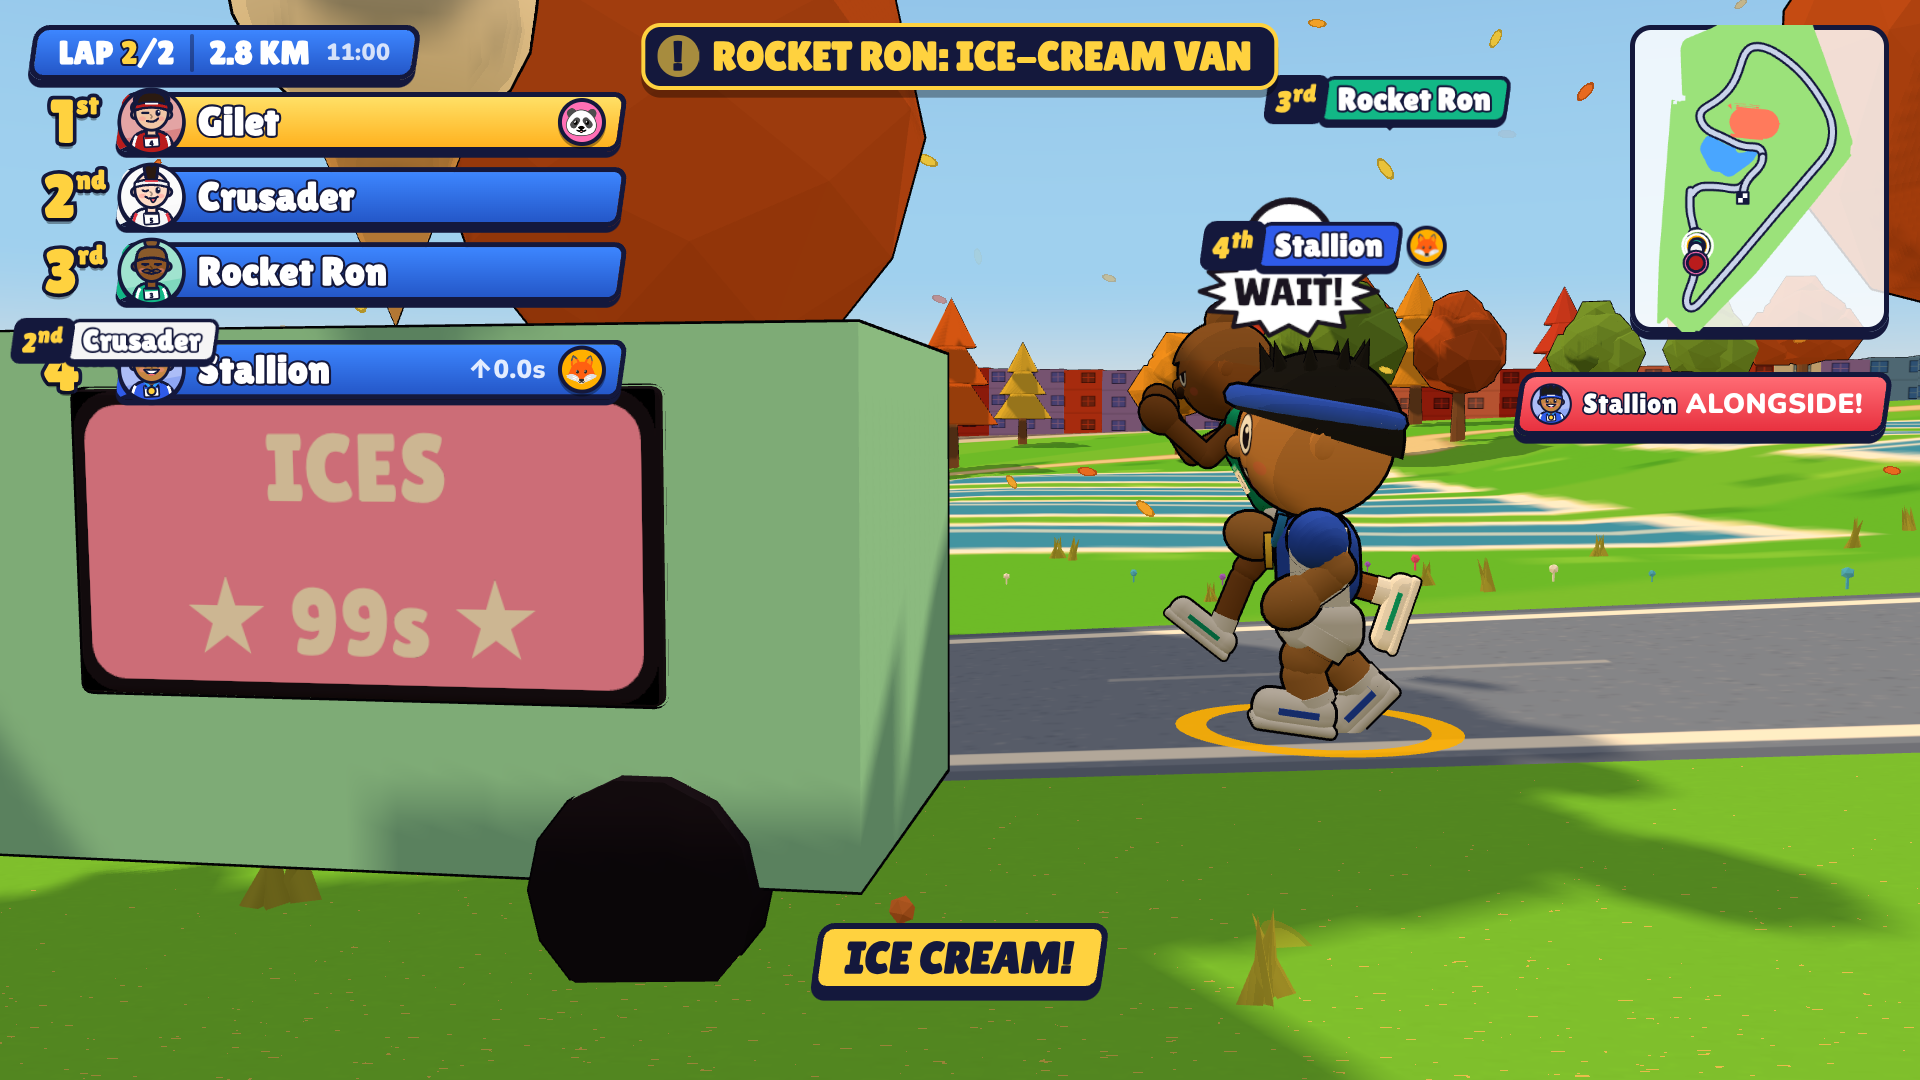 LAP 2/2 2.8 KM 11:00
! ROCKET RON: ICE-CREAM VAN
3rd Rocket Ron
1st Gilet
2nd Crusader
3rd Rocket Ron
4th Stallion
WAIT!
2nd Crusader
4 Stallion ↑0.0s
Stallion ALONGSIDE!
ICES
★ 99s ★
ICE CREAM!